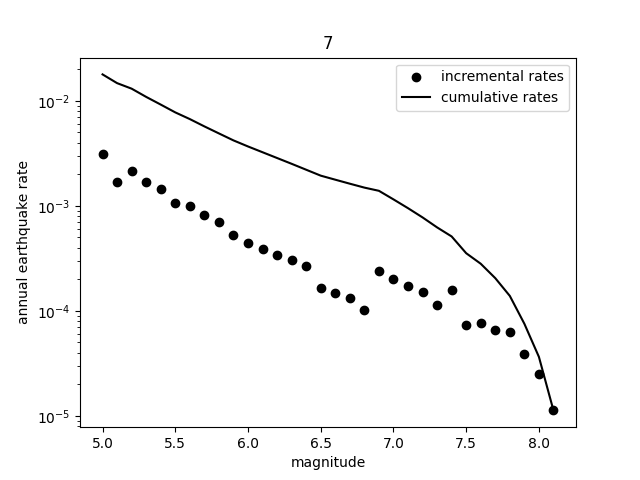 7
incremental rates
cumulative rates
annual earthquake rate
10⁻²
10⁻³
10⁻⁴
10⁻⁵
5.0 5.5 6.0 6.5 7.0 7.5 8.0
magnitude